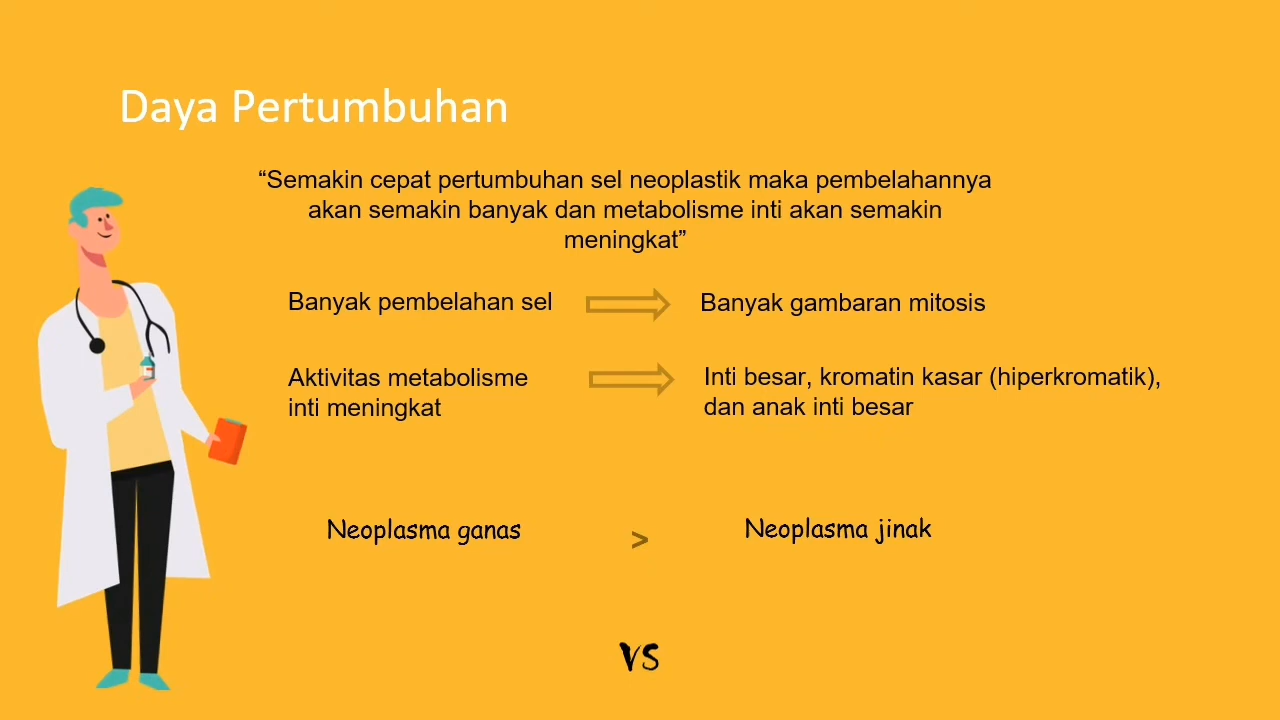 Daya Pertumbuhan
“Semakin cepat pertumbuhan sel neoplastik maka pembelahannya
akan semakin banyak dan metabolisme inti akan semakin
meningkat”
Banyak pembelahan sel
Banyak gambaran mitosis
Aktivitas metabolisme
inti meningkat
Inti besar, kromatin kasar (hiperkromatik),
dan anak inti besar
Neoplasma ganas > Neoplasma jinak
VS